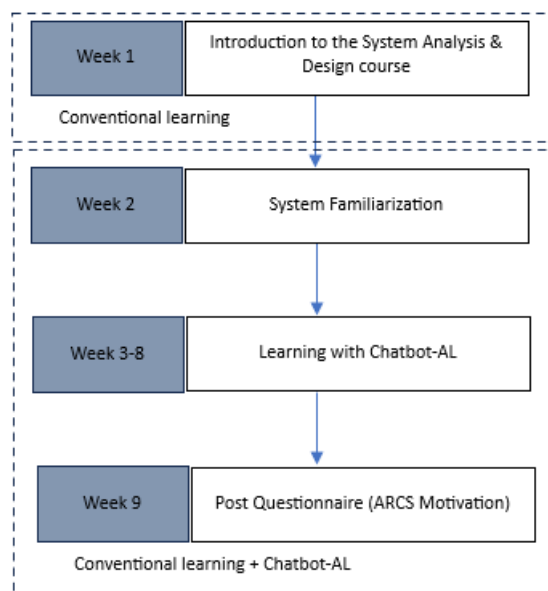 Week 1
Introduction to the System Analysis &
Design course
Conventional learning
Week 2
System Familiarization
Week 3-8
Learning with Chatbot-AL
Week 9
Post Questionnaire (ARCS Motivation)
Conventional learning + Chatbot-AL